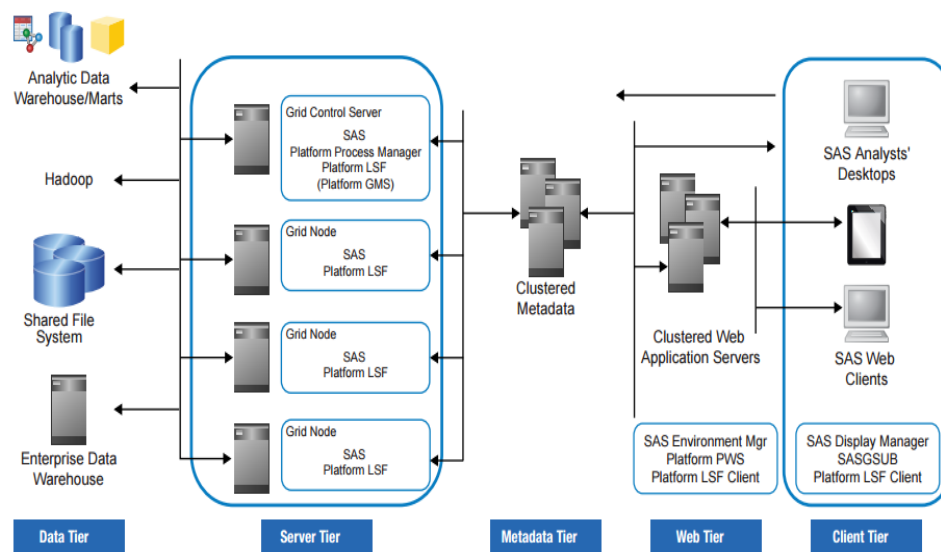 Analytic Data
Warehouse/Marts
Hadoop
Shared File
System
Enterprise Data
Warehouse
Grid Control Server
SAS
Platform Process Manager
Platform LSF
(Platform GMS)
Grid Node
SAS
Platform LSF
Grid Node
SAS
Platform LSF
Grid Node
SAS
Platform LSF
Clustered
Metadata
Clustered Web
Application Servers
SAS Environment Mgr
Platform PWS
Platform LSF Client
SAS Analysts'
Desktops
SAS Web
Clients
SAS Display Manager
SASGSUB
Platform LSF Client
Data Tier
Server Tier
Metadata Tier
Web Tier
Client Tier